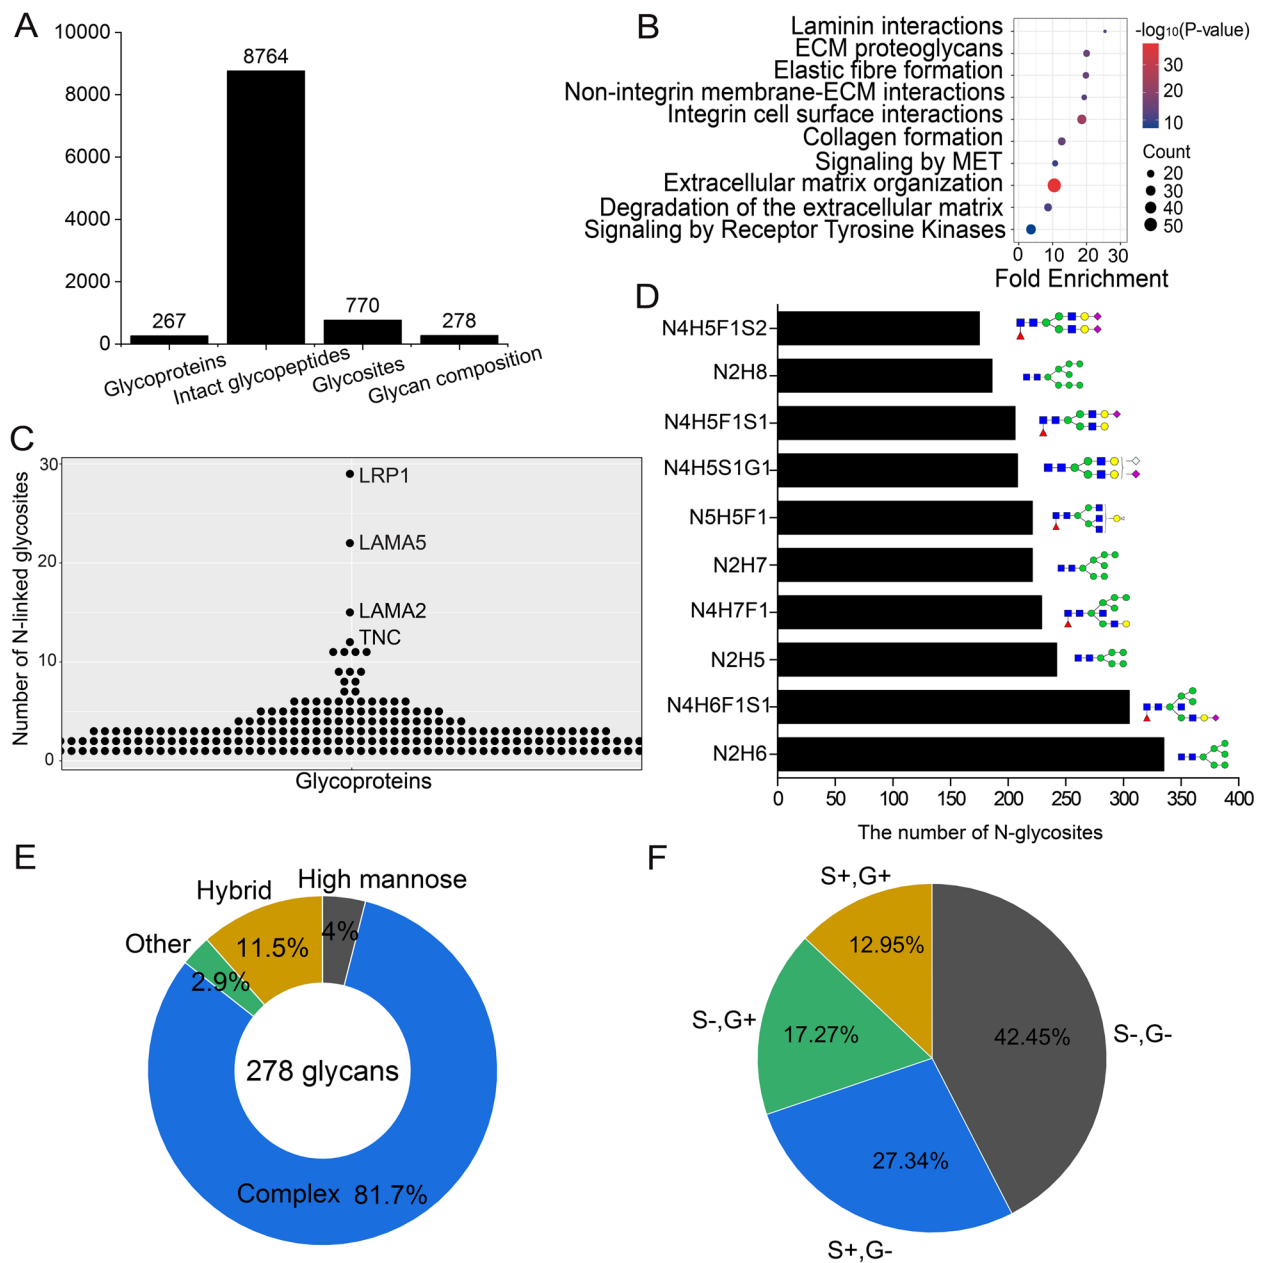 A
10000
8000
6000
4000
2000
0
267
8764
770
278
Glycoproteins
Intact glycopeptides
Glycosites
Glycan composition
B
Laminin interactions
ECM proteoglycans
Elastic fibre formation
Non-integrin membrane-ECM interactions
Integrin cell surface interactions
Collagen formation
Signaling by MET
Extracellular matrix organization
Degradation of the extracellular matrix
Signaling by Receptor Tyrosine Kinases
0 10 20 30
Fold Enrichment
-log₁₀(P-value)
30
20
10
Count
20
30
40
50
C
Number of N-linked glycosites
30
20
10
0
LRP1
LAMA5
LAMA2
TNC
Glycoproteins
D
N4H5F1S2
N2H8
N4H5F1S1
N4H5S1G1
N5H5F1
N2H7
N4H7F1
N2H5
N4H6F1S1
N2H6
0 50 100 150 200 250 300 350 400
The number of N-glycosites
E
High mannose
Hybrid
Other
4%
11.5%
2.9%
278 glycans
Complex 81.7%
F
S+,G+
12.95%
S-,G+
17.27%
42.45%
S-,G-
27.34%
S+,G-